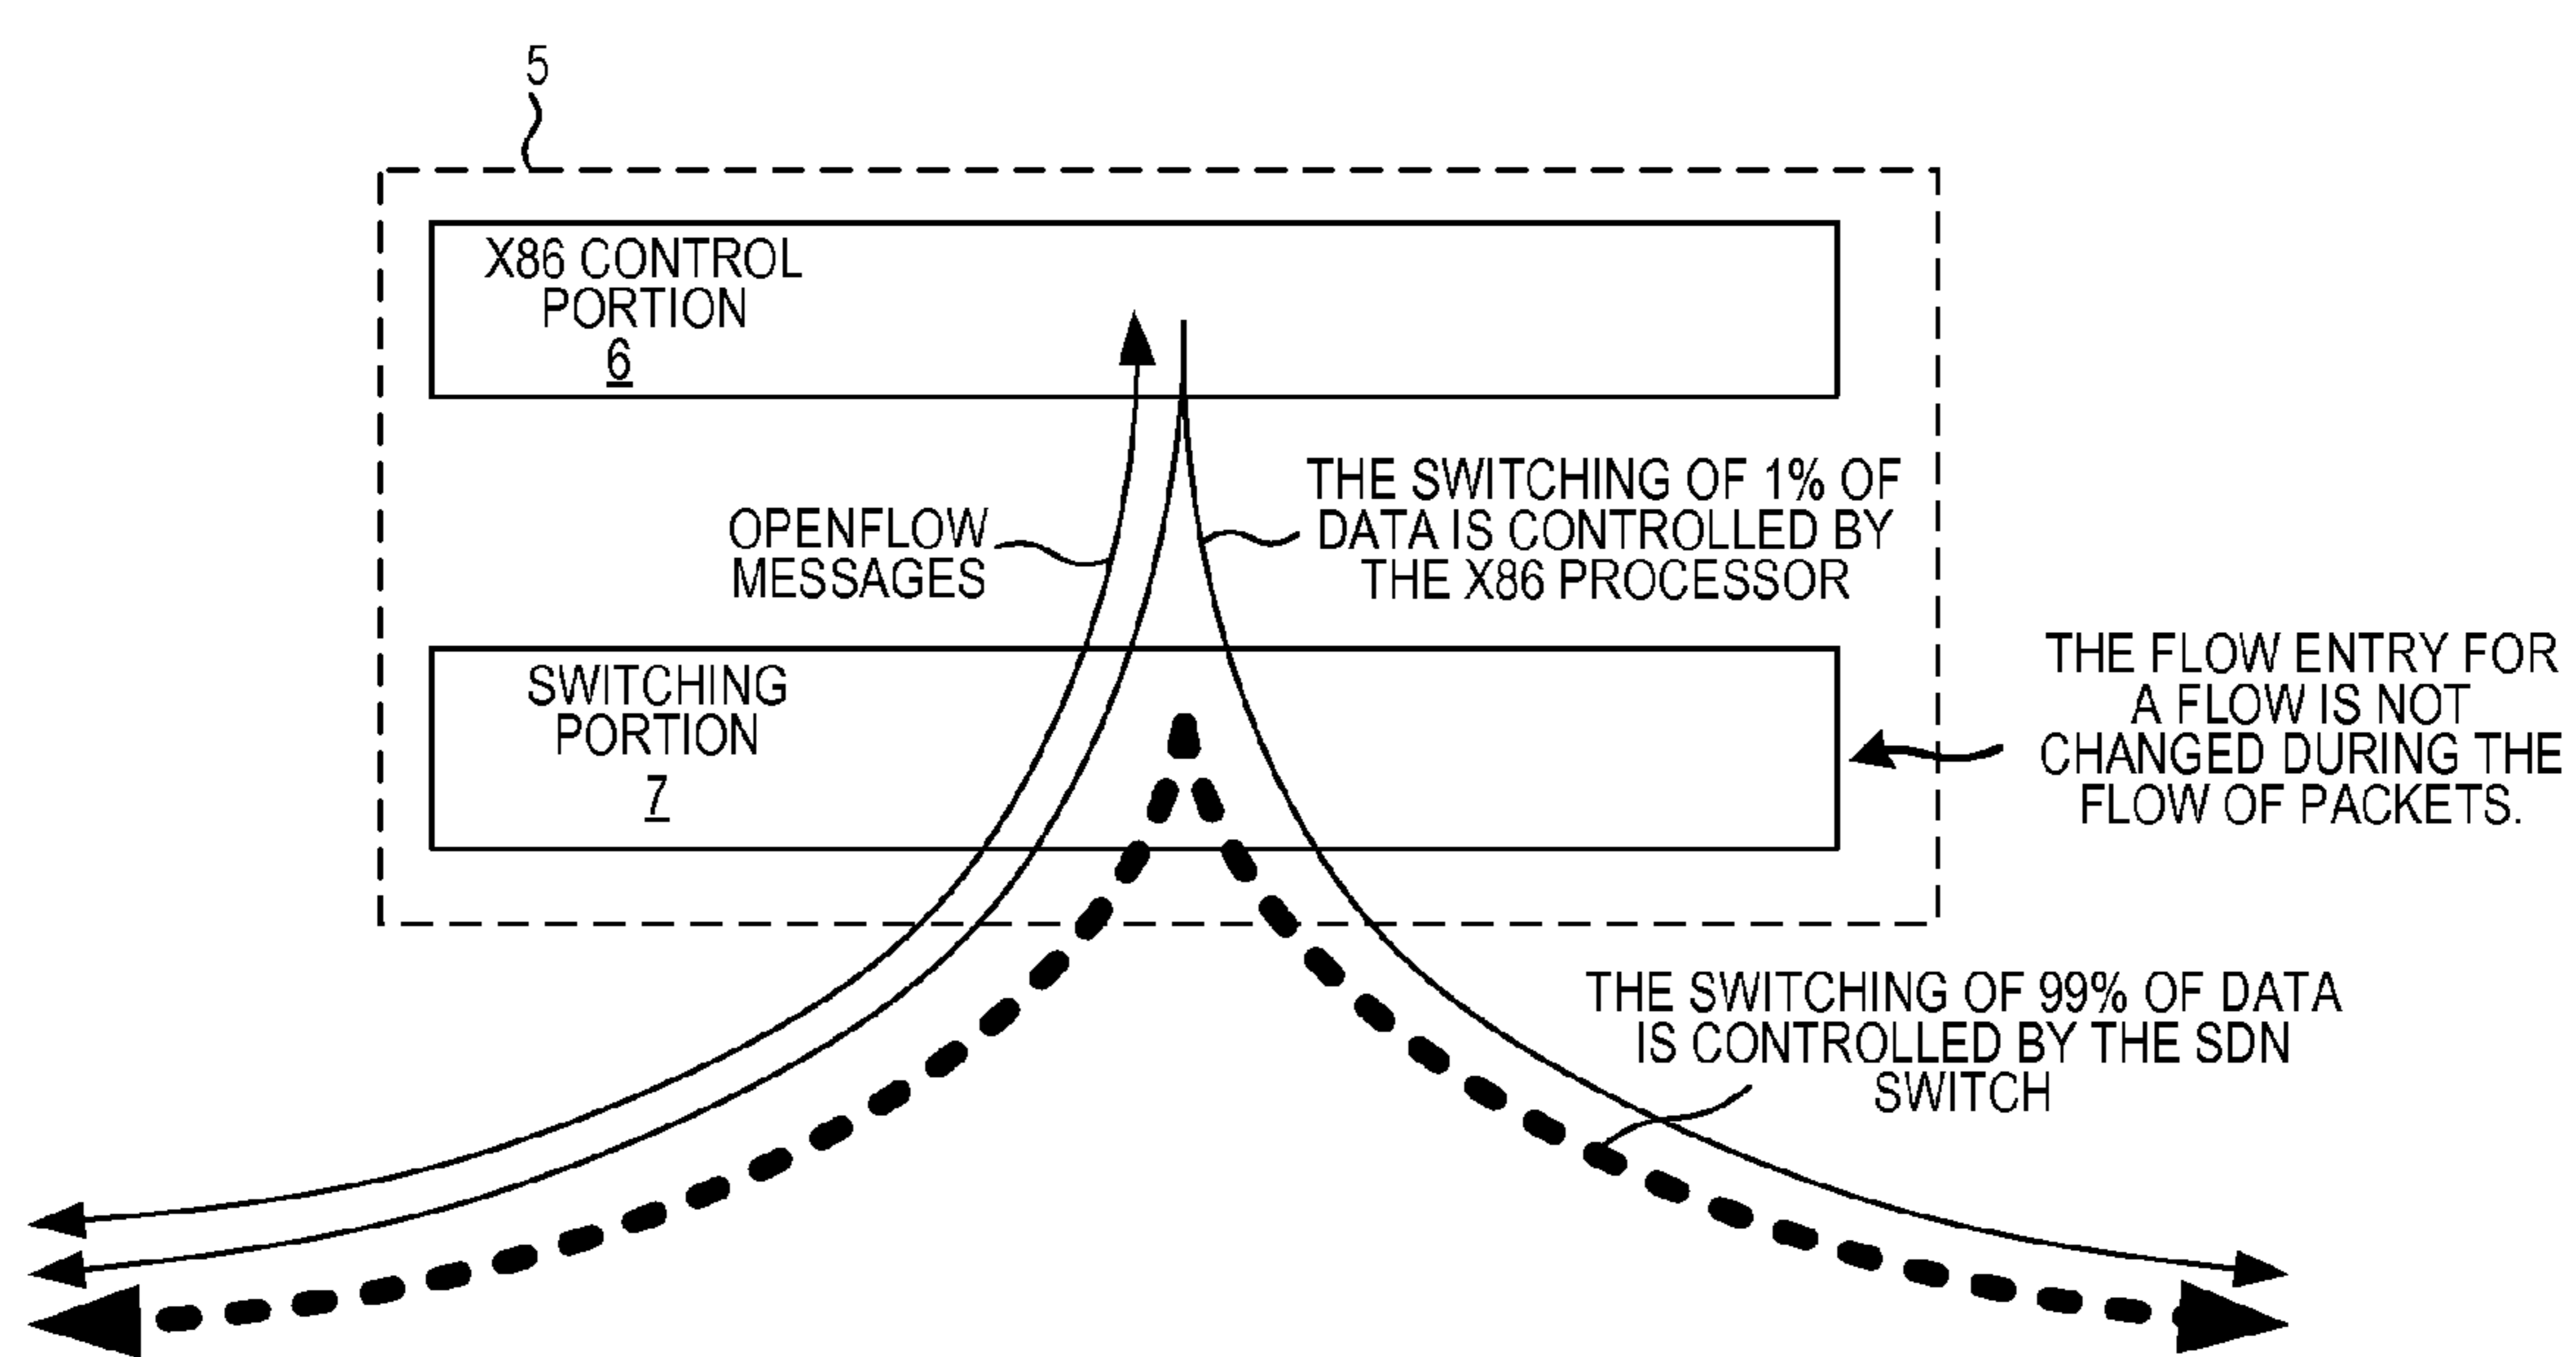 5
X86 CONTROL
PORTION
6
OPENFLOW
MESSAGES
THE SWITCHING OF 1% OF
DATA IS CONTROLLED BY
THE X86 PROCESSOR
SWITCHING
PORTION
7
THE FLOW ENTRY FOR
A FLOW IS NOT
CHANGED DURING THE
FLOW OF PACKETS.
THE SWITCHING OF 99% OF DATA
IS CONTROLLED BY THE SDN
SWITCH